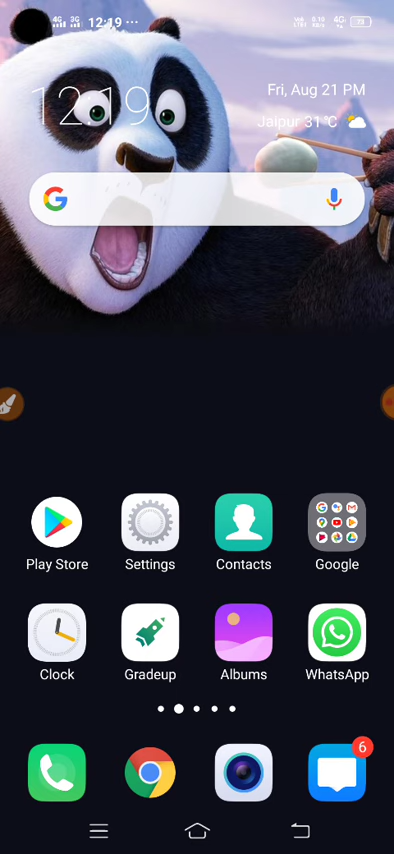 4G 3G 12:19 ...
4G 73
12:19
Fri, Aug 21 PM
Jaipur 31°C
G
Play Store Settings Contacts Google
Clock Gradeup Albums WhatsApp
6